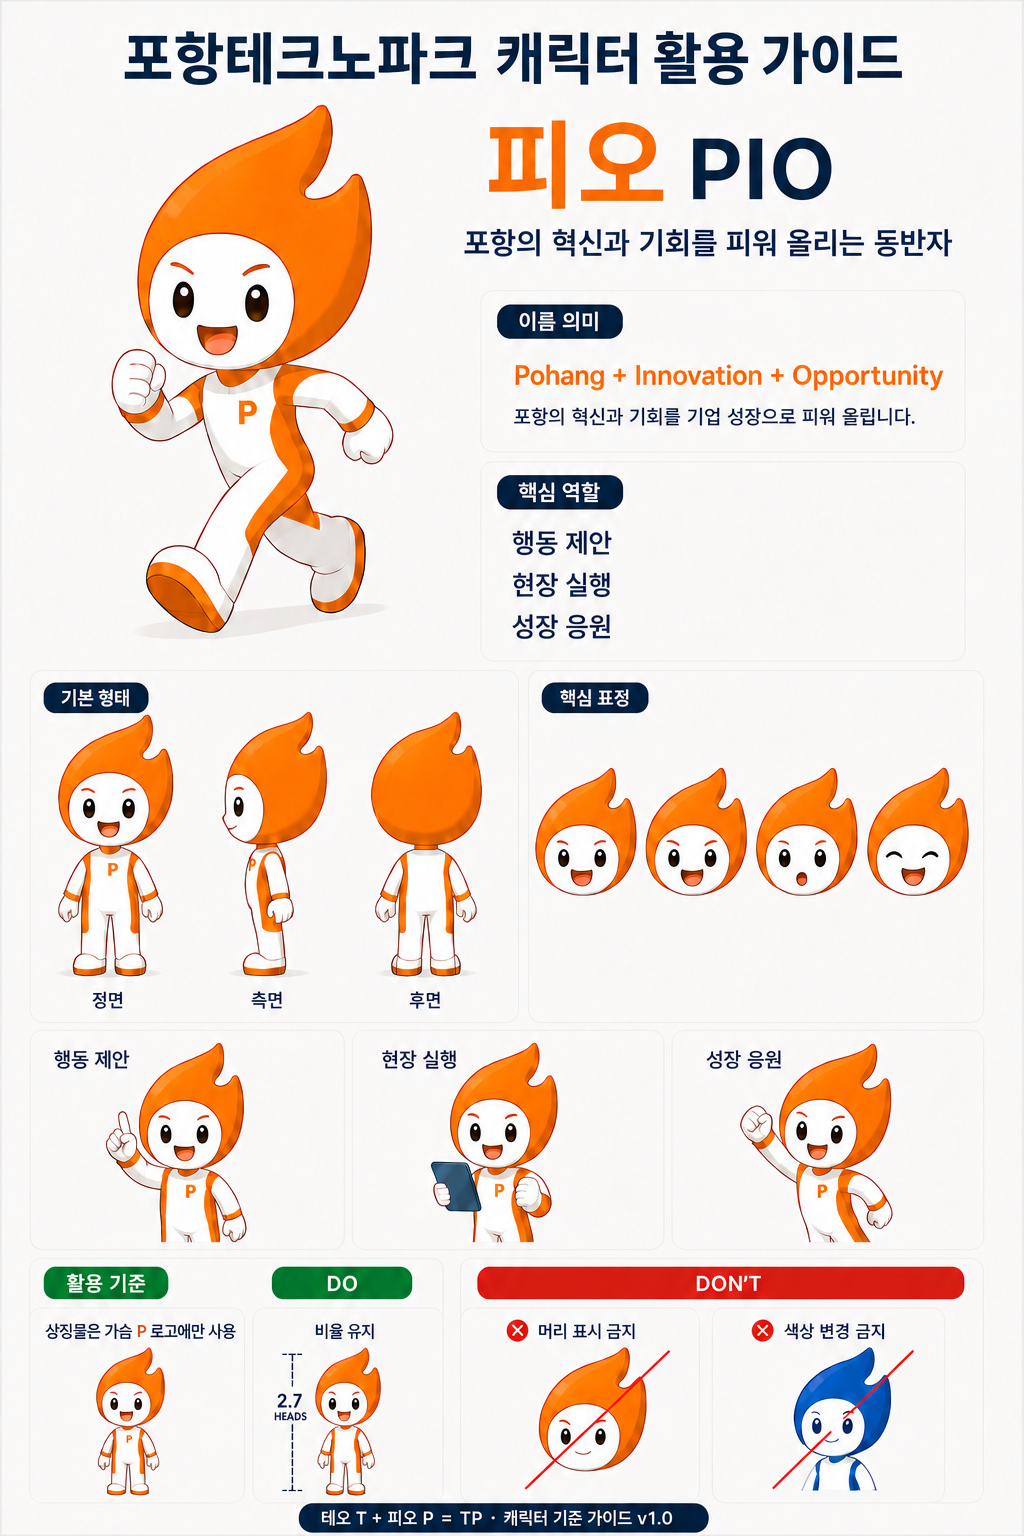 포항테크노파크 캐릭터 활용 가이드
피오 PIO
포항의 혁신과 기회를 피워 올리는 동반자
이름 의미
Pohang + Innovation + Opportunity
포항의 혁신과 기회를 기업 성장으로 피워 올립니다.
핵심 역할
행동 제안
현장 실행
성장 응원
P
기본 형태
P
P
정면
측면
후면
핵심 표정
행동 제안
P
현장 실행
P
성장 응원
P
활용 기준
상징물은 가슴 P 로고에만 사용
P
DO
비율 유지
2.7
HEADS
DON'T
머리 표시 금지
색상 변경 금지
테오 T + 피오 P = TP · 캐릭터 기준 가이드 v1.0